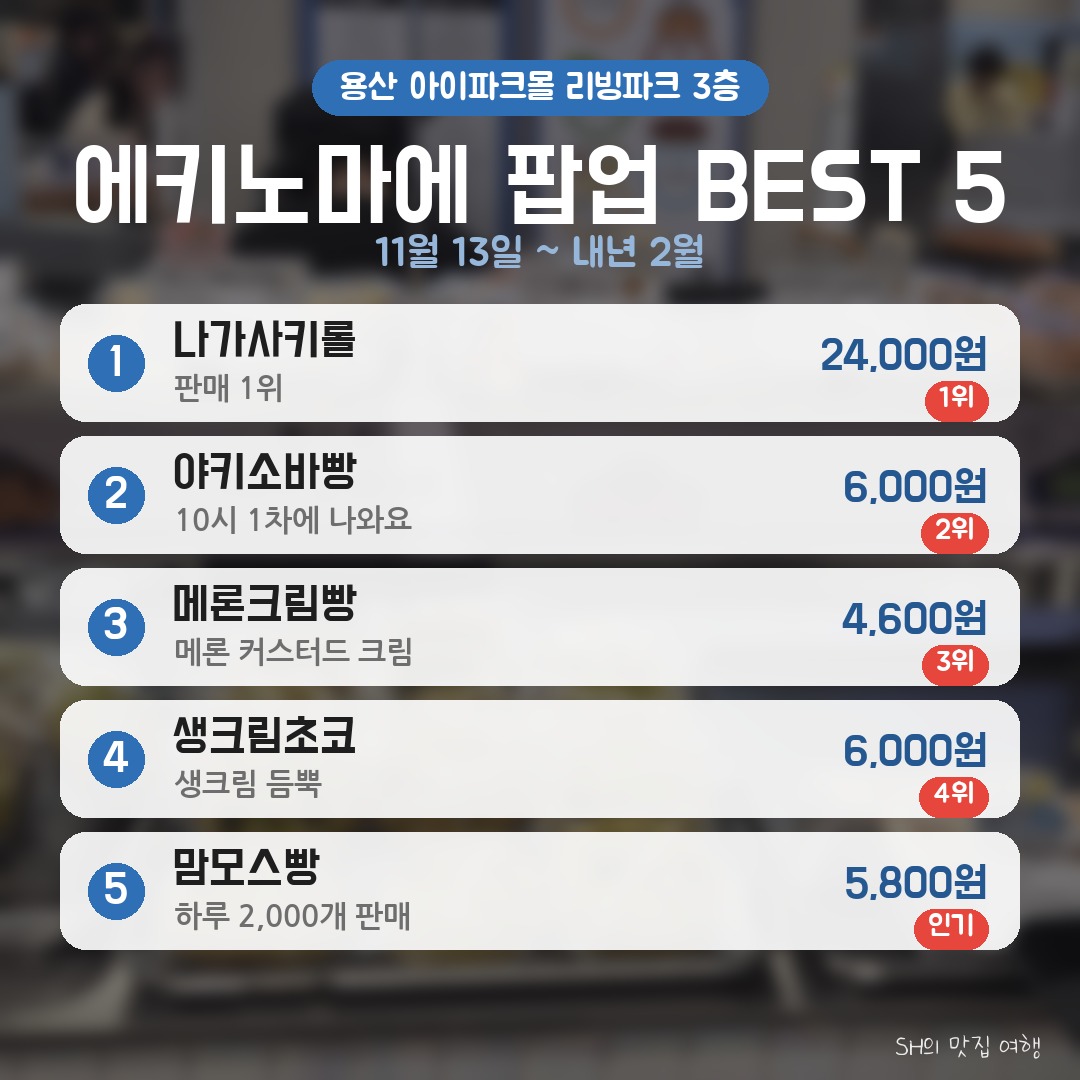 용산 아이파크몰 리빙파크 3층
에키노마에 팝업 BEST 5
11월 13일 ~ 내년 2월
1
나가사키롤
판매 1위
24,000원
1위
2
야키소바빵
10시 1차에 나와요
6,000원
2위
3
메론크림빵
메론 커스터드 크림
4,600원
3위
4
생크림초코
생크림 듬뿍
6,000원
4위
5
맘모스빵
하루 2,000개 판매
5,800원
인기
SH의 맛집 여행